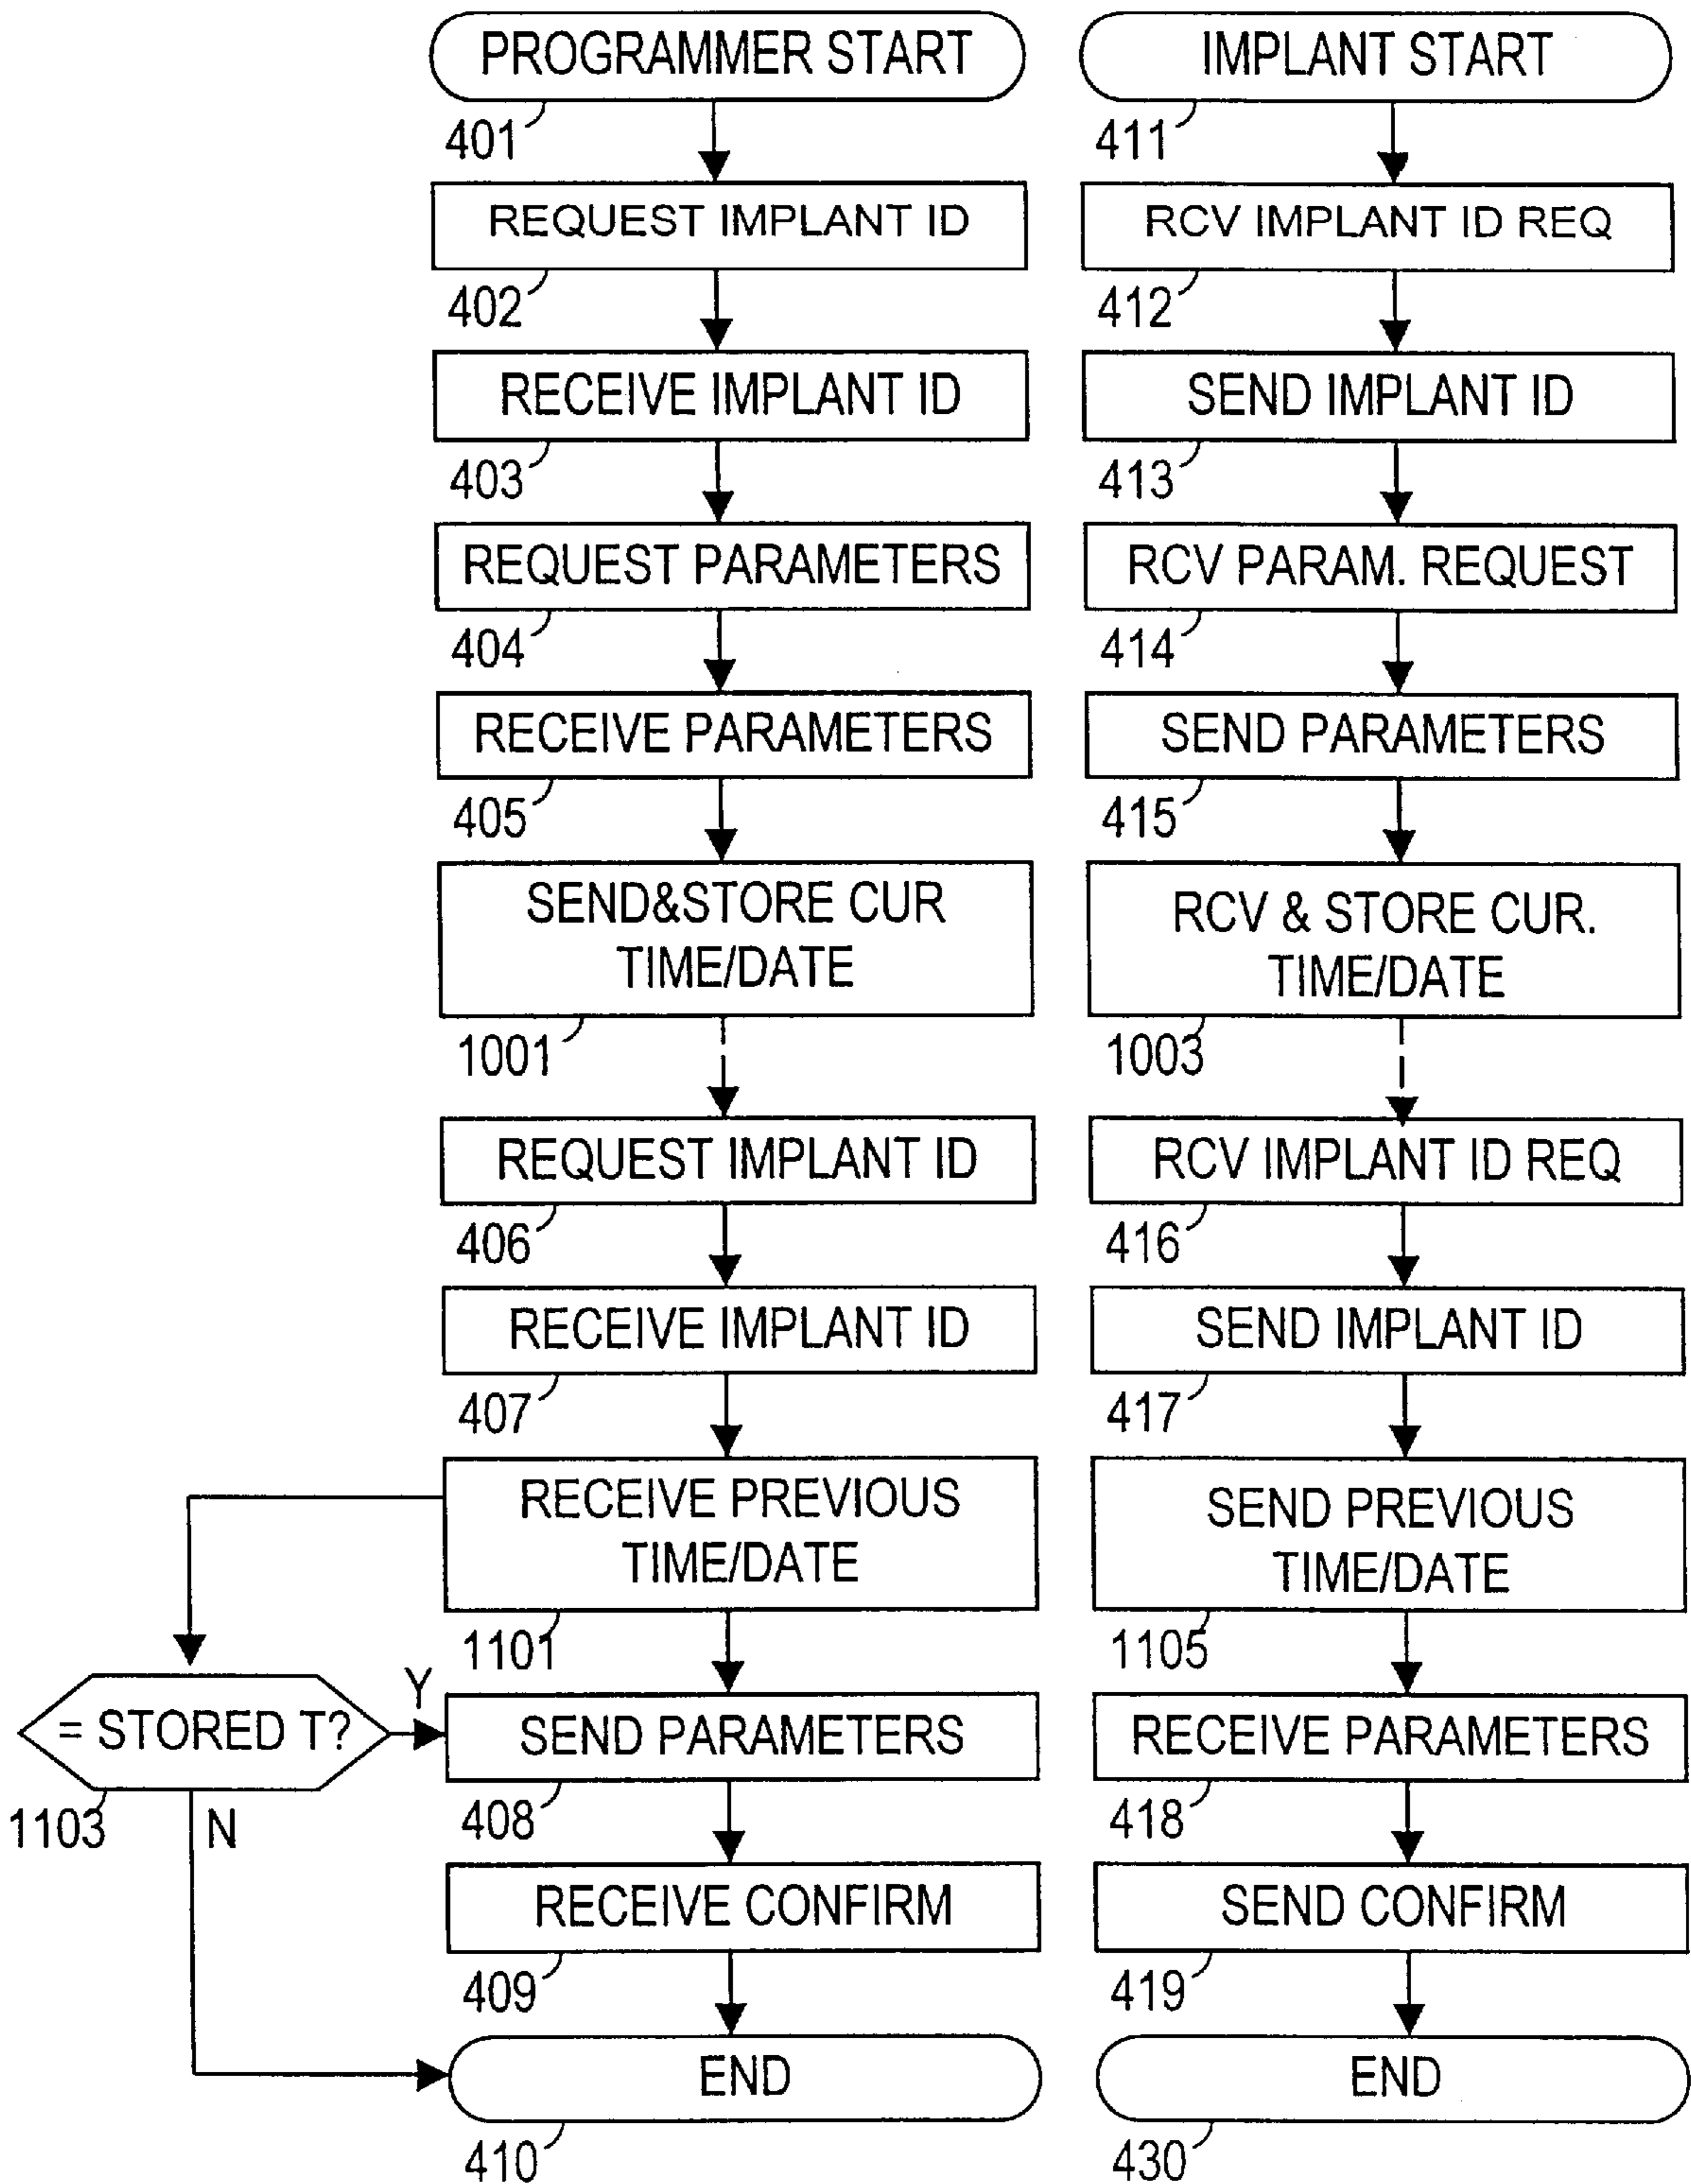 PROGRAMMER START
401
REQUEST IMPLANT ID
402
RECEIVE IMPLANT ID
403
REQUEST PARAMETERS
404
RECEIVE PARAMETERS
405
SEND&STORE CUR
TIME/DATE
1001
REQUEST IMPLANT ID
406
RECEIVE IMPLANT ID
407
RECEIVE PREVIOUS
TIME/DATE
1101
= STORED T?
1103
Y
N
SEND PARAMETERS
408
RECEIVE CONFIRM
409
END
410
IMPLANT START
411
RCV IMPLANT ID REQ
412
SEND IMPLANT ID
413
RCV PARAM. REQUEST
414
SEND PARAMETERS
415
RCV & STORE CUR.
TIME/DATE
1003
RCV IMPLANT ID REQ
416
SEND IMPLANT ID
417
SEND PREVIOUS
TIME/DATE
1105
RECEIVE PARAMETERS
418
SEND CONFIRM
419
END
430